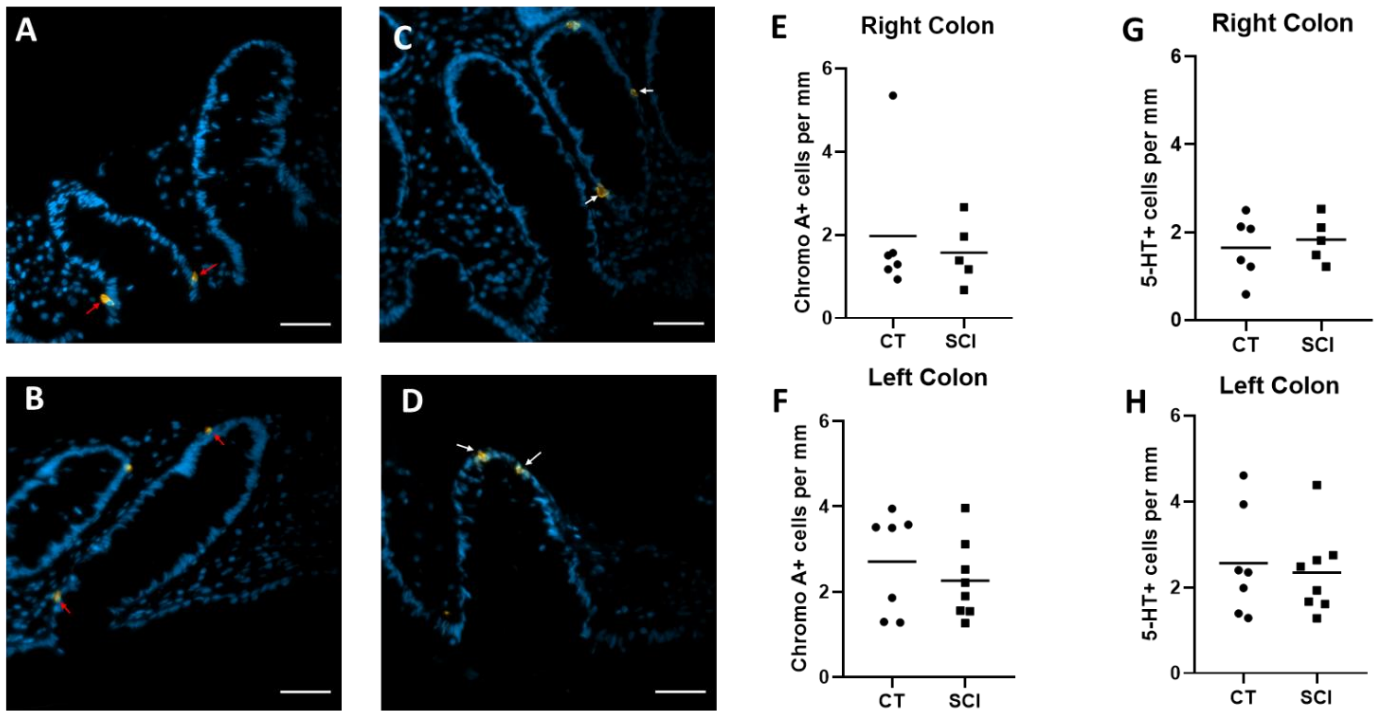 A
B
C
D
E
Right Colon
Chromo A+ cells per mm
6
4
2
0
CT
SCI
F
Left Colon
Chromo A+ cells per mm
6
4
2
0
CT
SCI
G
Right Colon
5-HT+ cells per mm
6
4
2
0
CT
SCI
H
Left Colon
5-HT+ cells per mm
6
4
2
0
CT
SCI